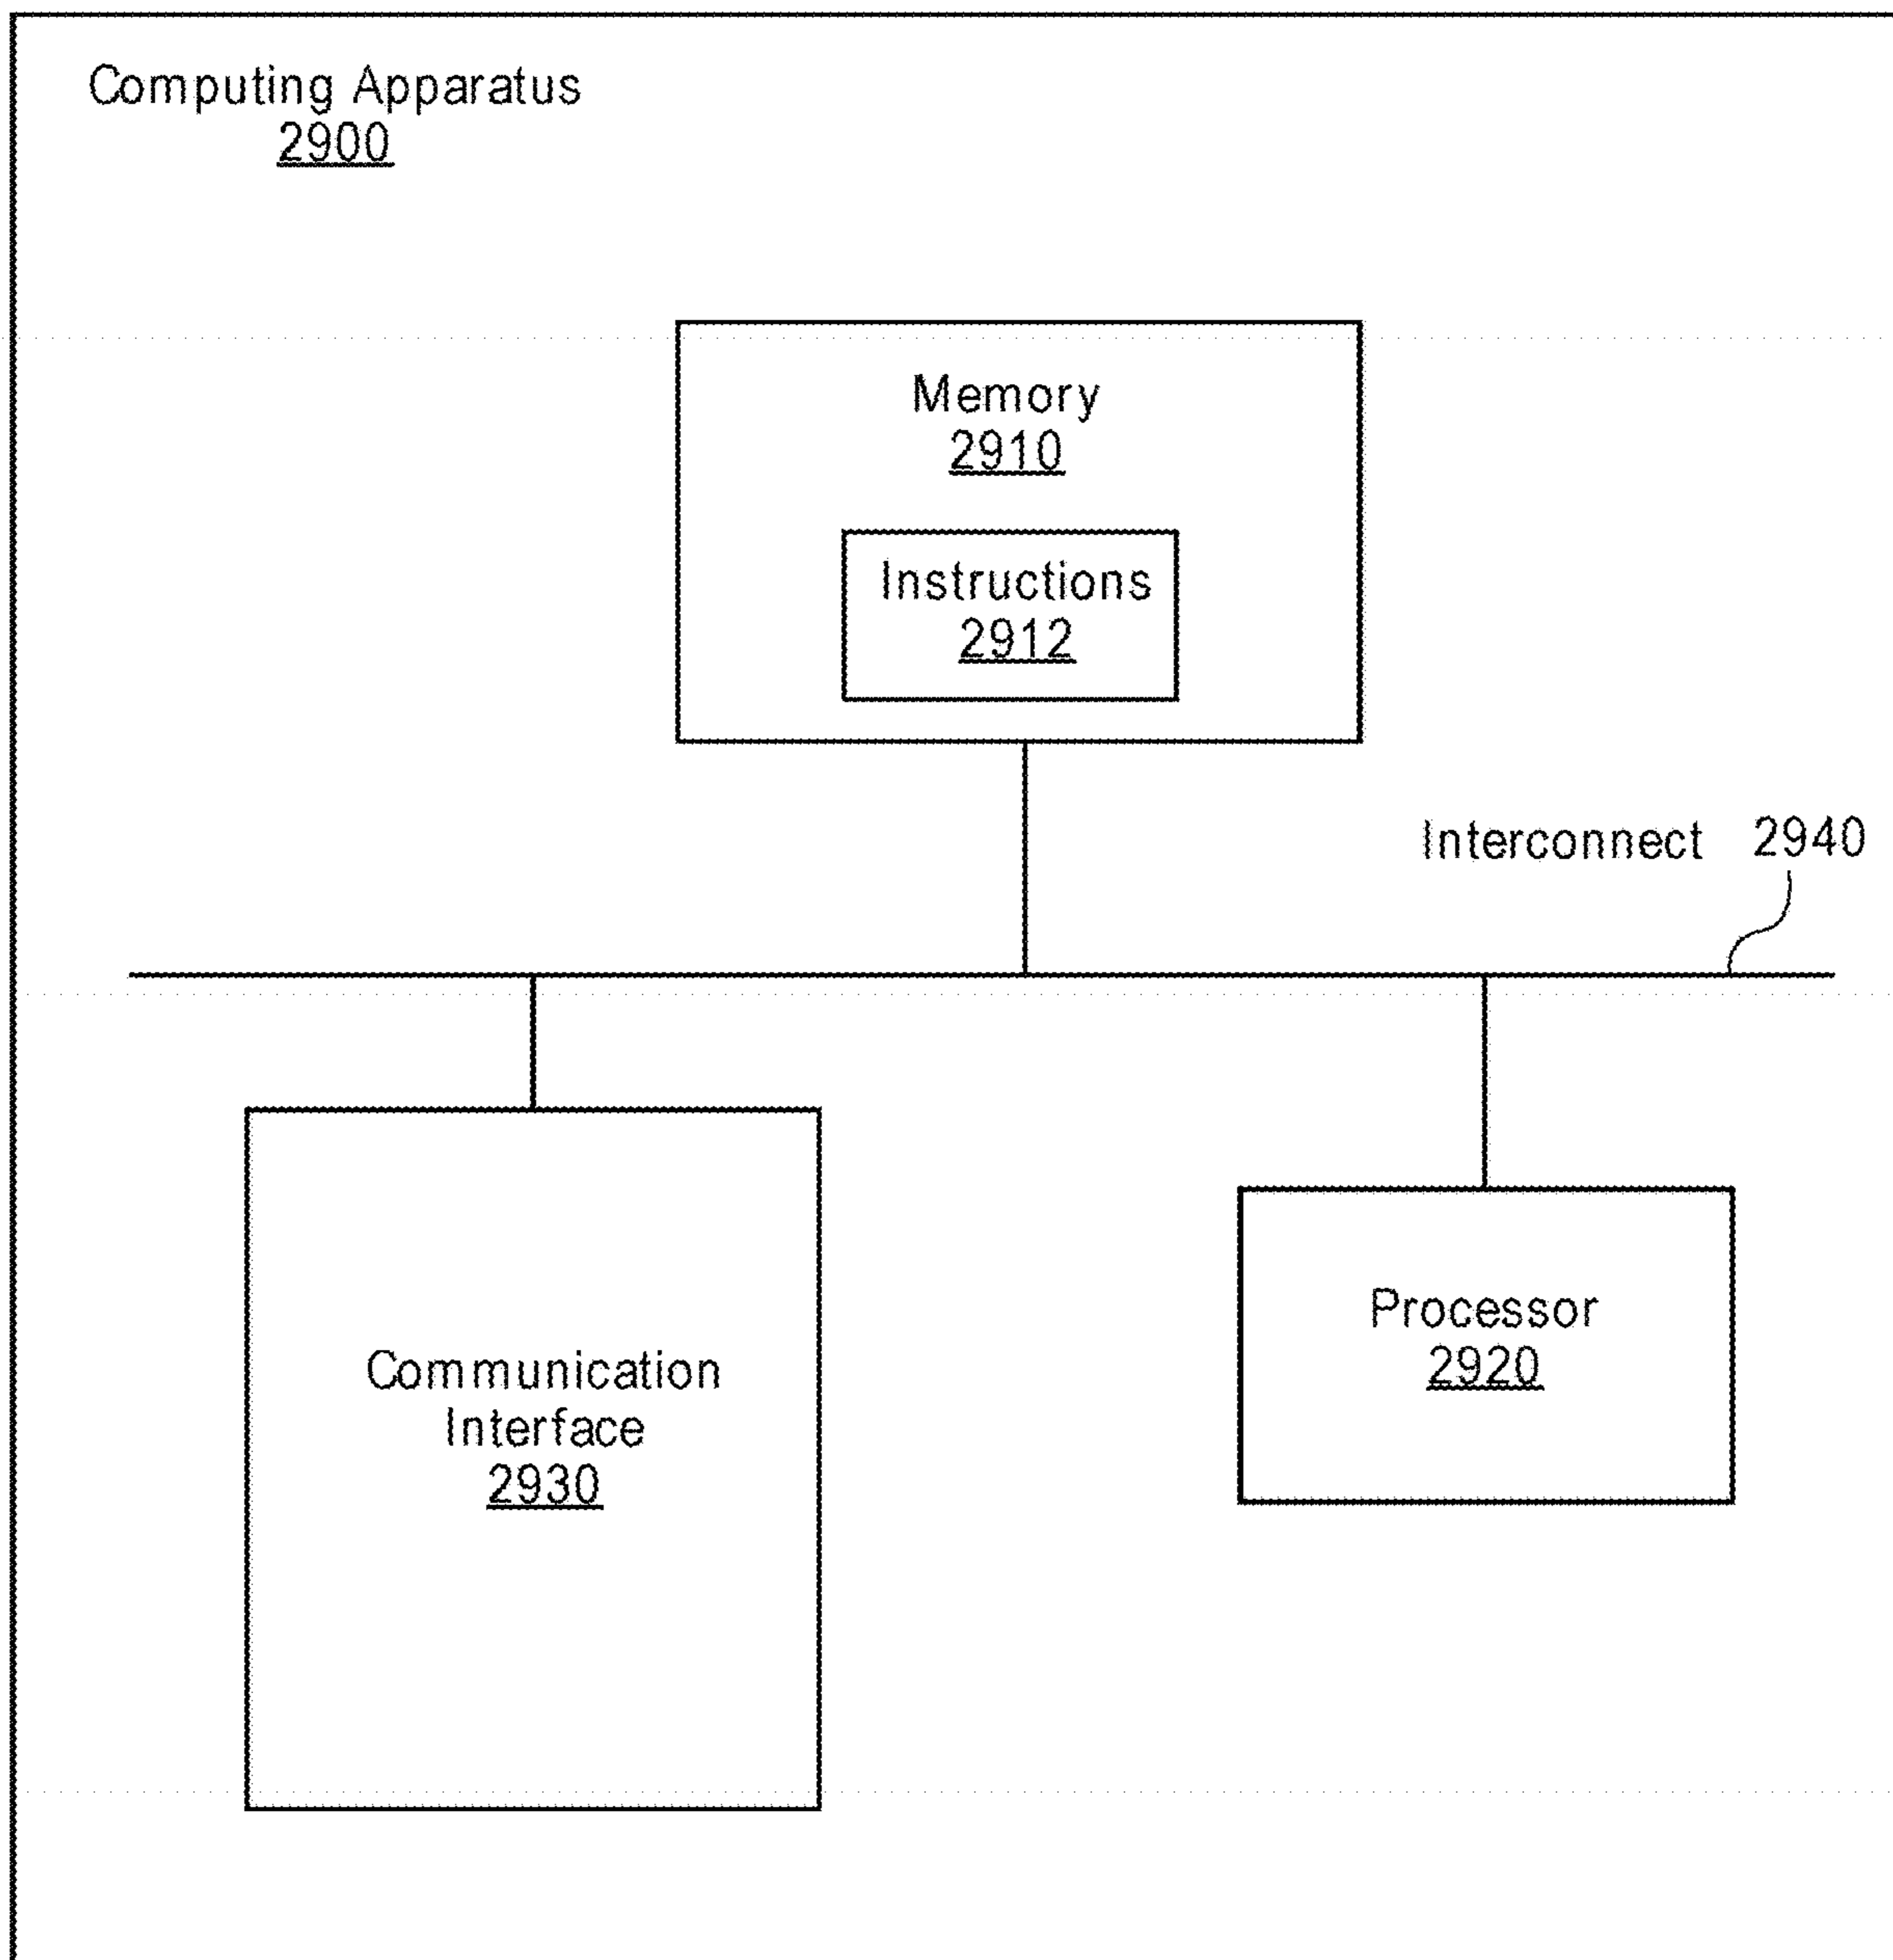 Computing Apparatus
2900
Memory
2910
Instructions
2912
Interconnect 2940
Communication
Interface
2930
Processor
2920